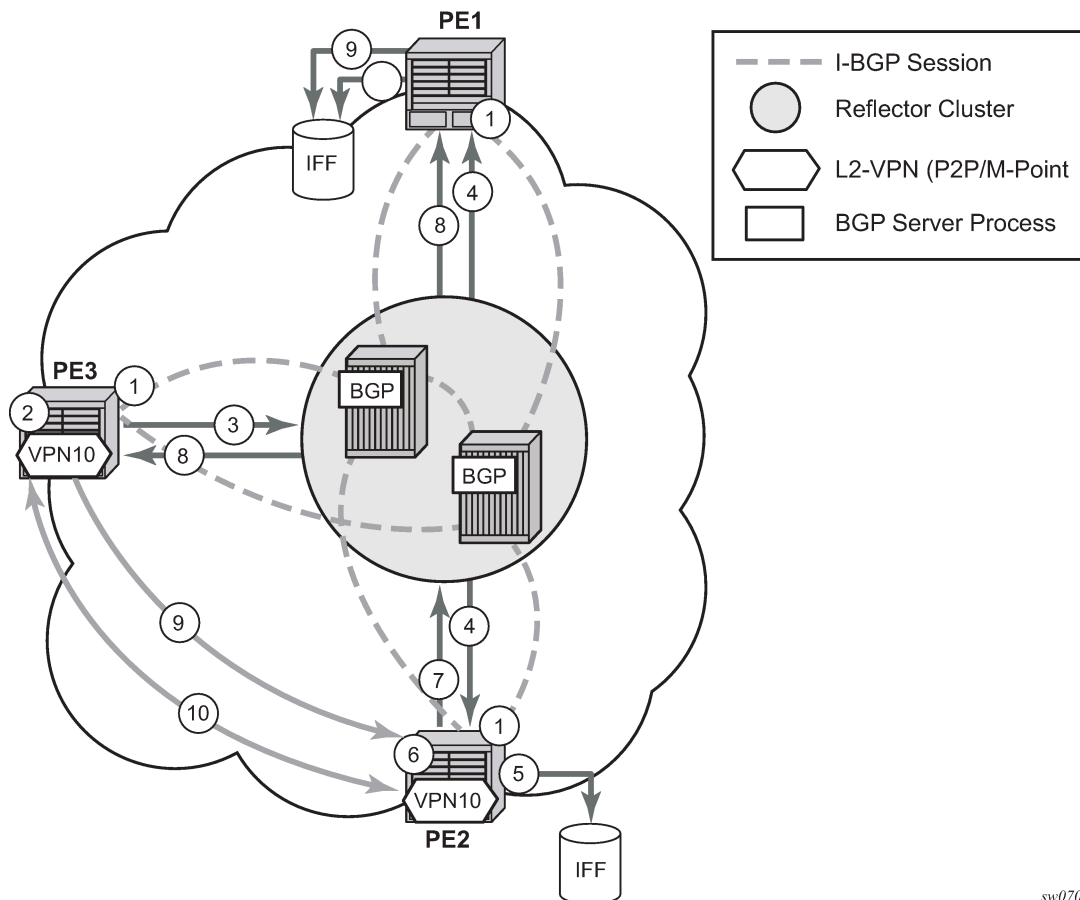 PE1
9
1
IFF
4
8
I-BGP Session
Reflector Cluster
L2-VPN (P2P/M-Point
BGP Server Process
PE3
1
2
VPN10
3
8
BGP
BGP
9
10
4
7
1
6
5
VPN10
PE2
IFF
sw070